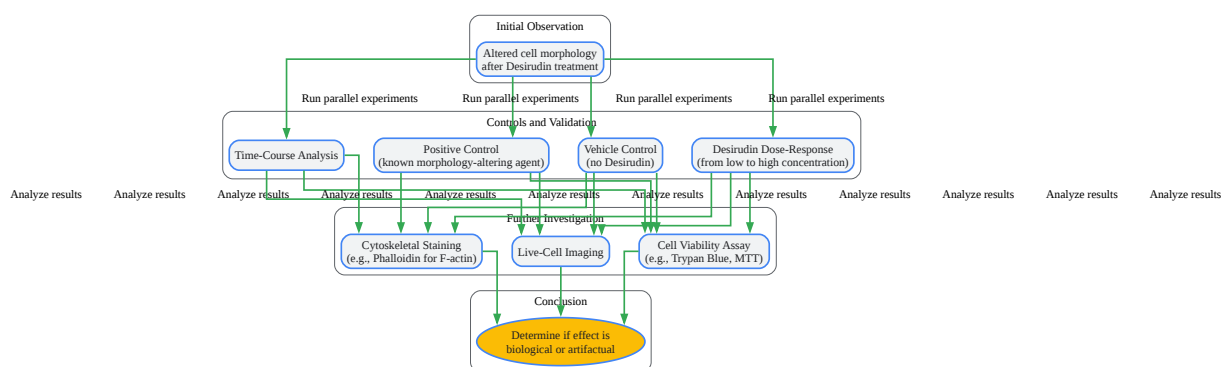 Initial Observation
Altered cell morphology
after Desirudin treatment
Run parallel experiments
Run parallel experiments
Run parallel experiments
Run parallel experiments
Controls and Validation
Time-Course Analysis
Positive Control
(known morphology-altering agent)
Vehicle Control
(no Desirudin)
Desirudin Dose-Response
(from low to high concentration)
Analyze results
Analyze results
Analyze results
Analyze results
Analyze results
Analyze results
Analyze results
Analyze results
Analyze results
Analyze results
Analyze results
Analyze results
Further Investigation
Cytoskeletal Staining
(e.g., Phalloidin for F-actin)
Live-Cell Imaging
Cell Viability Assay
(e.g., Trypan Blue, MTT)
Conclusion
Determine if effect is
biological or artifactual